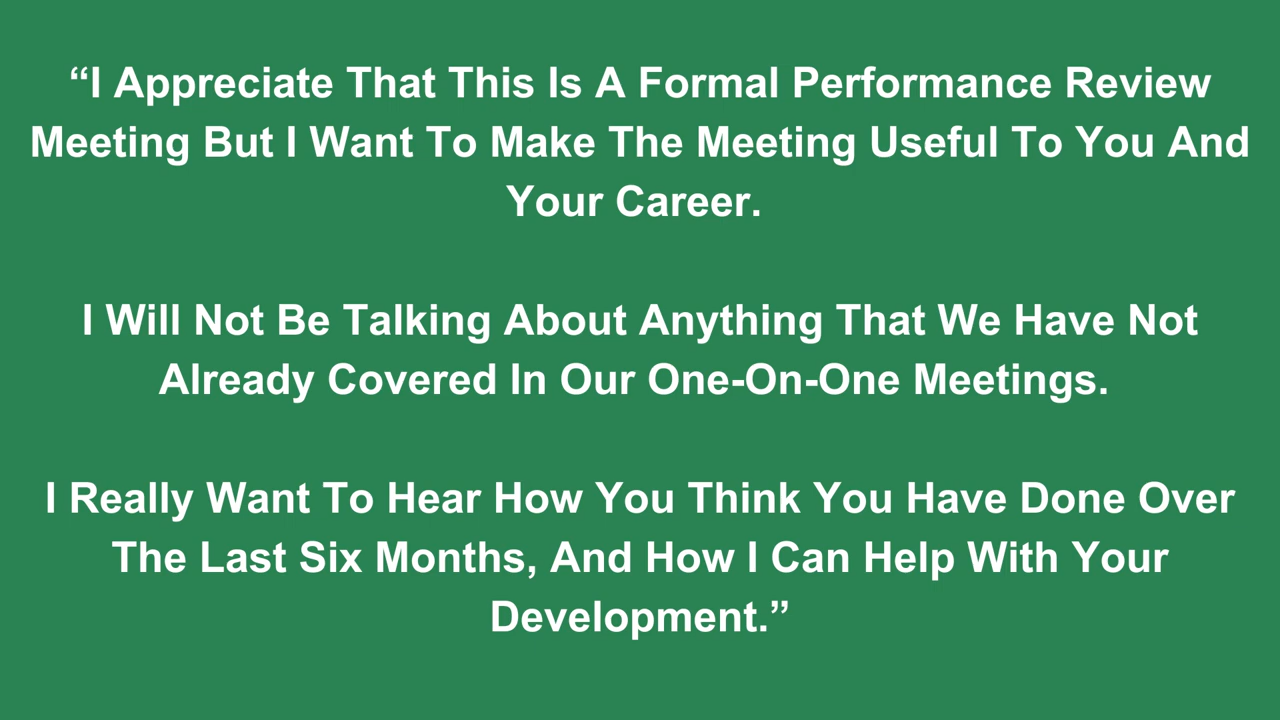 “I Appreciate That This Is A Formal Performance Review
Meeting But I Want To Make The Meeting Useful To You And
Your Career.
I Will Not Be Talking About Anything That We Have Not
Already Covered In Our One-On-One Meetings.
I Really Want To Hear How You Think You Have Done Over
The Last Six Months, And How I Can Help With Your
Development.”